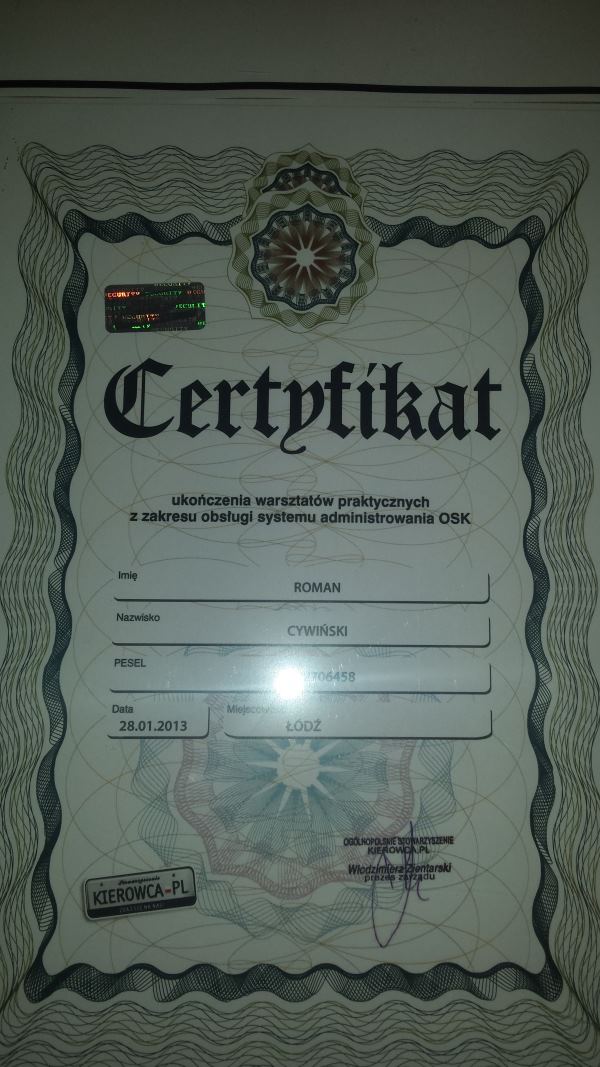 Certyfikat
ukończenia warsztatów praktycznych
z zakresu obsługi systemu administrowania OSK
Imię
ROMAN
Nazwisko
CYWIŃSKI
PESEL
706458
Data
28.01.2013
ŁÓDŹ
OGÓLNOPOLSKIE STOWARZYSZENIE
KIEROWCA.PL
Włodzimierz Zientarski
prezes zarządu
KIEROWCA-PL
SECURITY